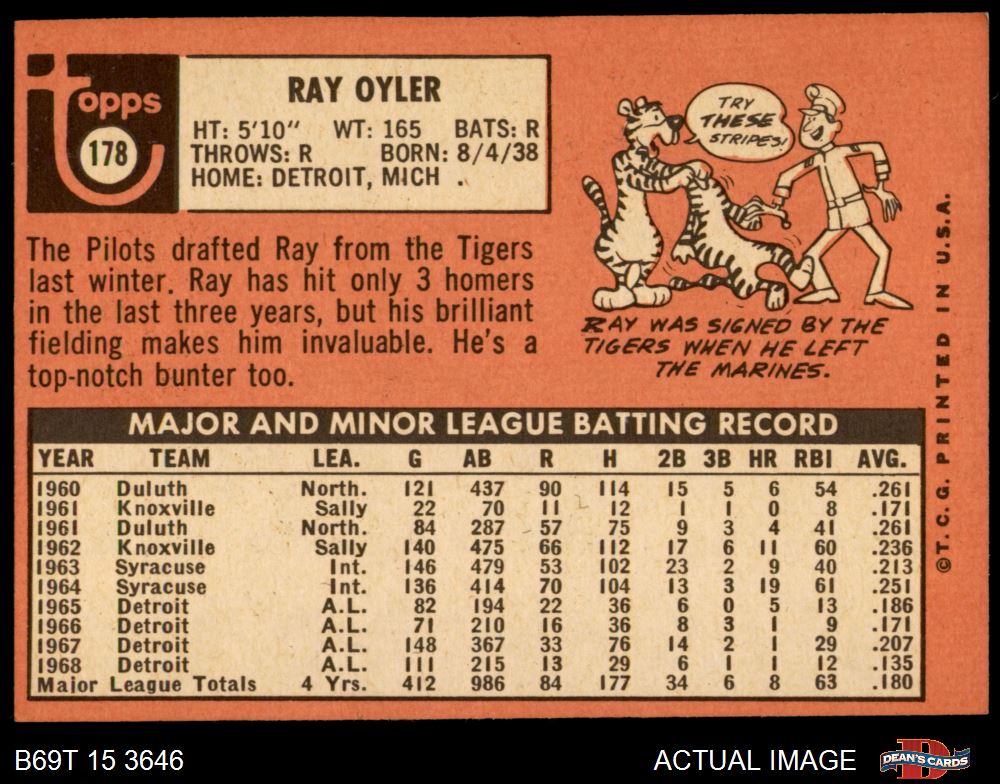 Topps
178
RAY OYLER
HT: 5'10" WT: 165 BATS: R
THROWS: R BORN: 8/4/38
HOME: DETROIT, MICH .
The Pilots drafted Ray from the Tigers
last winter. Ray has hit only 3 homers
in the last three years, but his brilliant
fielding makes him invaluable. He's a
top-notch bunter too.
TRY
THESE
STRIPES!
RAY WAS SIGNED BY THE
TIGERS WHEN HE LEFT
THE MARINES.
MAJOR AND MINOR LEAGUE BATTING RECORD
YEAR TEAM LEA. G AB R H 2B 3B HR RBI AVG.
1960 Duluth North. 121 437 90 114 15 5 6 54 .261
1961 Knoxville Sally 22 70 11 12 1 1 0 8 .171
1961 Duluth North. 84 287 57 75 9 3 4 41 .261
1962 Knoxville Sally 140 475 66 112 17 6 11 60 .236
1963 Syracuse Int. 146 479 53 102 23 2 9 40 .213
1964 Syracuse Int. 136 414 70 104 13 3 19 61 .251
1965 Detroit A.L. 82 194 22 36 6 0 5 13 .186
1966 Detroit A.L. 71 210 16 36 8 3 1 9 .171
1967 Detroit A.L. 148 367 33 76 14 2 1 29 .207
1968 Detroit A.L. 111 215 13 29 6 1 1 12 .135
Major League Totals 4 Yrs. 412 986 84 177 34 6 8 63 .180
©T.C.G. PRINTED IN U.S.A.
B69T 15 3646
ACTUAL IMAGE
D
DEAN'S CARDS